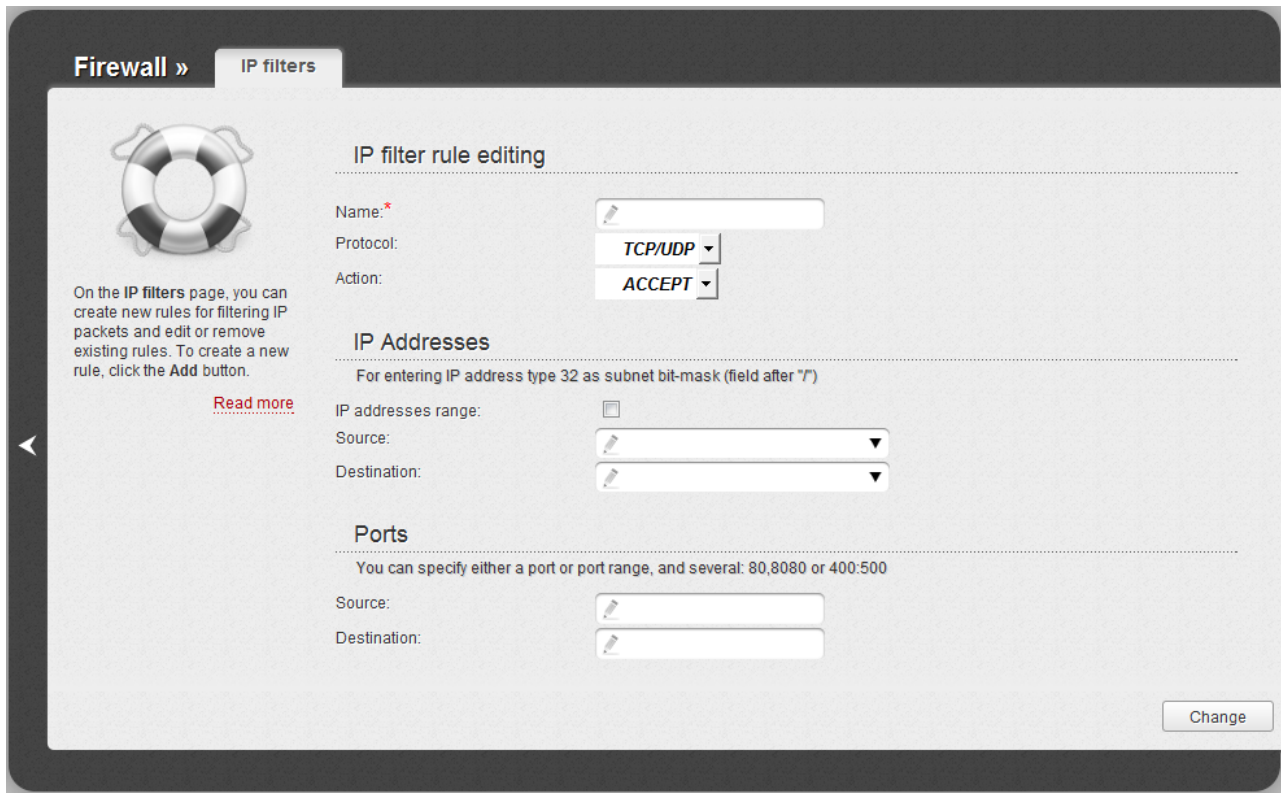 Firewall »
IP filters
On the IP filters page, you can
create new rules for filtering IP
packets and edit or remove
existing rules. To create a new
rule, click the Add button.
Read more
IP filter rule editing
Name:*
Protocol:
TCP/UDP
Action:
ACCEPT
IP Addresses
For entering IP address type 32 as subnet bit-mask (field after "/")
IP addresses range:
Source:
Destination:
Ports
You can specify either a port or port range, and several: 80,8080 or 400:500
Source:
Destination:
Change